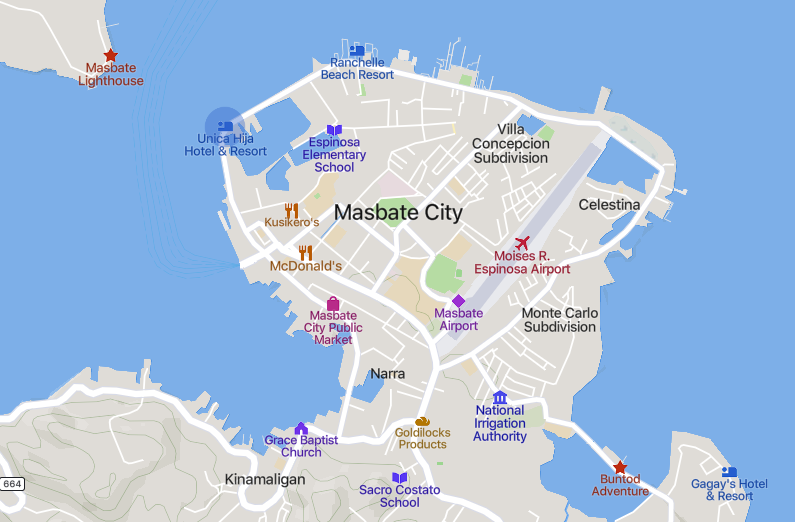 Masbate
Lighthouse
Ranchelle
Beach Resort
Unica Hija
Hotel & Resort
Espinosa
Elementary
School
Villa
Concepcion
Subdivision
Celestina
Kusikero's
Masbate City
McDonald's
Moises R.
Espinosa Airport
Masbate
City Public
Market
Masbate
Airport
Monte Carlo
Subdivision
Narra
National
Irrigation
Authority
Goldilocks
Products
Grace Baptist
Church
Kinamaligan
664
Sacro Costato
School
Buntod
Adventure
Gagay's Hotel
& Resort